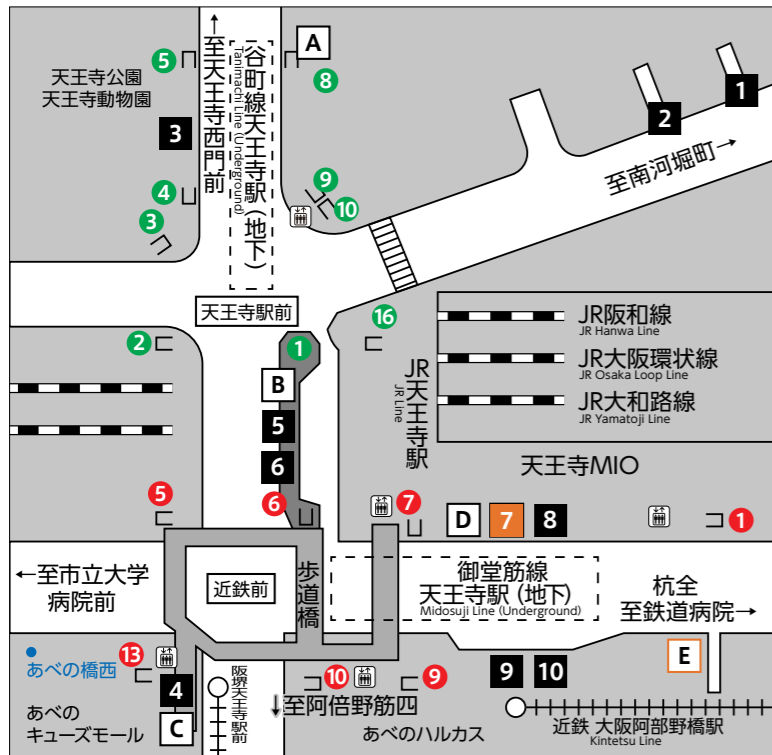 ←至天王寺西門前
谷町線天王寺駅(地下)
Tanimachi Line (Underground)
A
5
8
天王寺公園
天王寺動物園
3
1
2
至南河堀町→
4
3
9
10
天王寺駅前
2
1
16
B
5
6
JR天王寺駅
JR Line
JR阪和線
JR Hanwa Line
JR大阪環状線
JR Osaka Loop Line
JR大和路線
JR Yamatoji Line
天王寺MIO
5
6
7
D
7
8
1
←至市立大学
病院前
近鉄前
歩道橋
御堂筋線
天王寺駅(地下)
Midosuji Line (Underground)
杭全
至鉄道病院→
あべの橋西
13
4
C
あべの
キューズモール
阪堺天王寺駅前
10
9
↓至阿倍野筋四
あべのハルカス
9
10
E
近鉄 大阪阿部野橋駅
Kintetsu Line